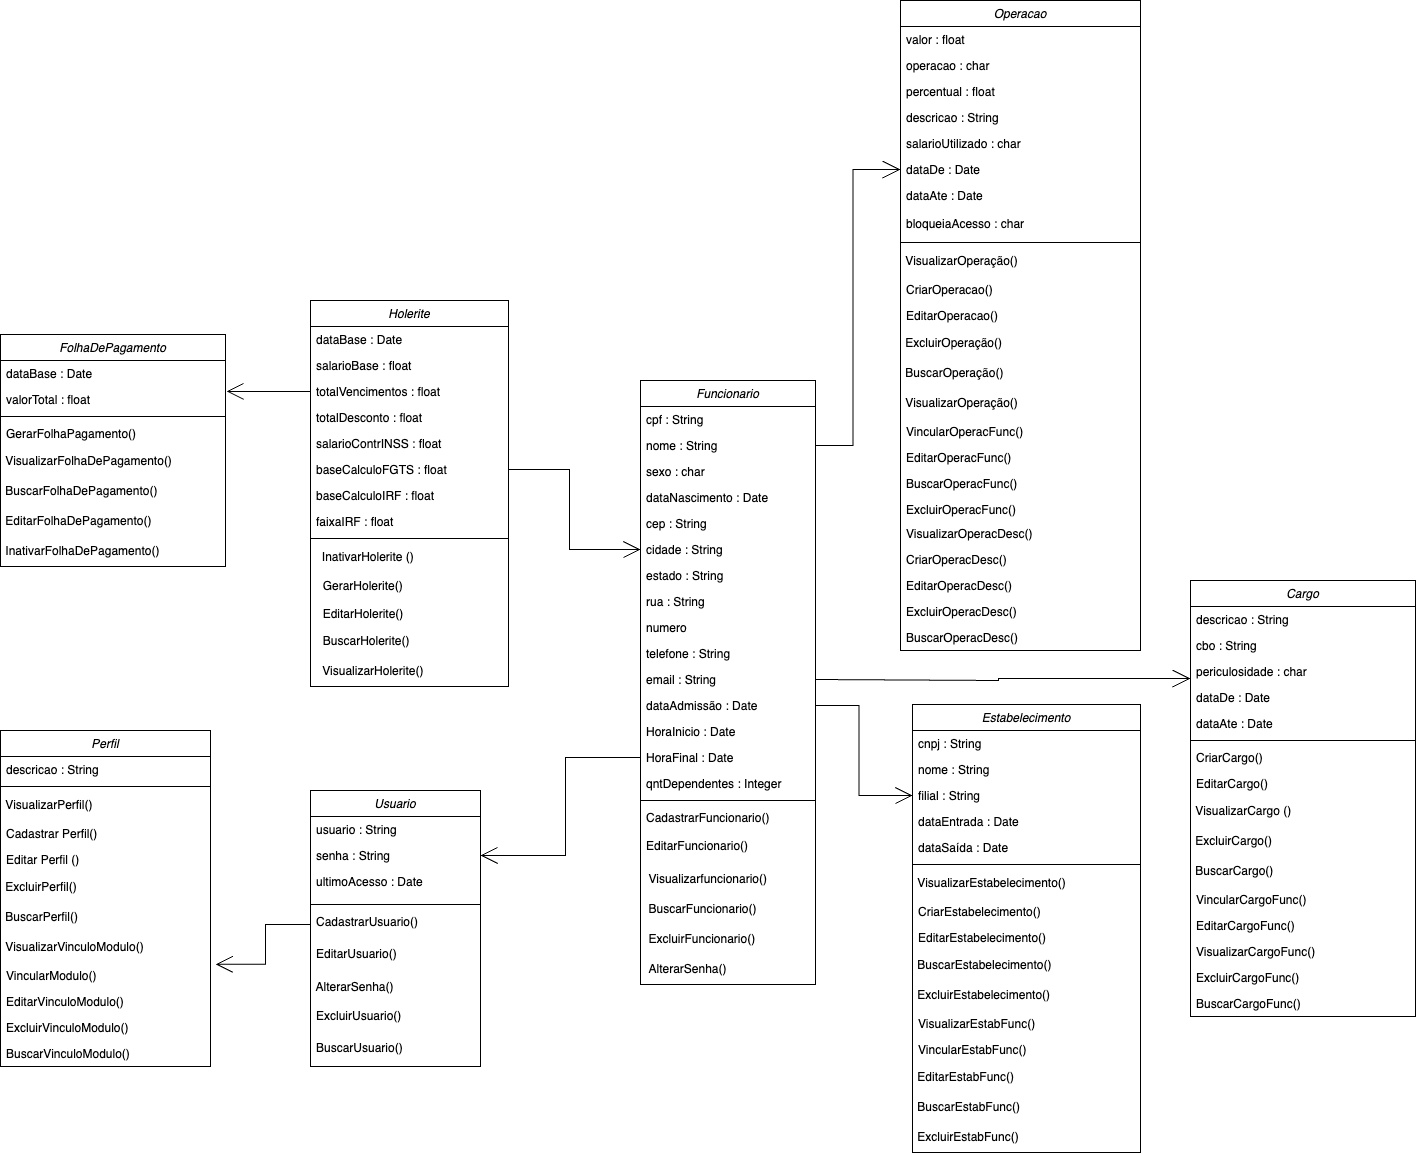 Operacao
valor : float
operacao : char
percentual : float
descricao : String
salarioUtilizado : char
dataDe : Date
dataAte : Date
bloqueiaAcesso : char
VisualizarOperação()
CriarOperacao()
EditarOperacao()
ExcluirOperação()
BuscarOperação()
VisualizarOperação()
VincularOperacFunc()
EditarOperacFunc()
BuscarOperacFunc()
ExcluirOperacFunc()
VisualizarOperacDesc()
CriarOperacDesc()
EditarOperacDesc()
ExcluirOperacDesc()
BuscarOperacDesc()
Holerite
dataBase : Date
salarioBase : float
totalVencimentos : float
totalDesconto : float
salarioContrINSS : float
baseCalculoFGTS : float
baseCalculoIRF : float
faixaIRF : float
InativarHolerite ()
GerarHolerite()
EditarHolerite()
BuscarHolerite()
VisualizarHolerite()
FolhaDePagamento
dataBase : Date
valorTotal : float
GerarFolhaPagamento()
VisualizarFolhaDePagamento()
BuscarFolhaDePagamento()
EditarFolhaDePagamento()
InativarFolhaDePagamento()
Funcionario
cpf : String
nome : String
sexo : char
dataNascimento : Date
cep : String
cidade : String
estado : String
rua : String
numero
telefone : String
email : String
dataAdmissão : Date
HoraInicio : Date
HoraFinal : Date
qntDependentes : Integer
CadastrarFuncionario()
EditarFuncionario()
Visualizarfuncionario()
BuscarFuncionario()
ExcluirFuncionario()
AlterarSenha()
Cargo
descricao : String
cbo : String
periculosidade : char
dataDe : Date
dataAte : Date
CriarCargo()
EditarCargo()
VisualizarCargo ()
ExcluirCargo()
BuscarCargo()
VincularCargoFunc()
EditarCargoFunc()
VisualizarCargoFunc()
ExcluirCargoFunc()
BuscarCargoFunc()
Estabelecimento
cnpj : String
nome : String
filial : String
dataEntrada : Date
dataSaída : Date
VisualizarEstabelecimento()
CriarEstabelecimento()
EditarEstabelecimento()
BuscarEstabelecimento()
ExcluirEstabelecimento()
VisualizarEstabFunc()
VincularEstabFunc()
EditarEstabFunc()
BuscarEstabFunc()
ExcluirEstabFunc()
Perfil
descricao : String
VisualizarPerfil()
Cadastrar Perfil()
Editar Perfil ()
ExcluirPerfil()
BuscarPerfil()
VisualizarVinculoModulo()
VincularModulo()
EditarVinculoModulo()
ExcluirVinculoModulo()
BuscarVinculoModulo()
Usuario
usuario : String
senha : String
ultimoAcesso : Date
CadastrarUsuario()
EditarUsuario()
AlterarSenha()
ExcluirUsuario()
BuscarUsuario()